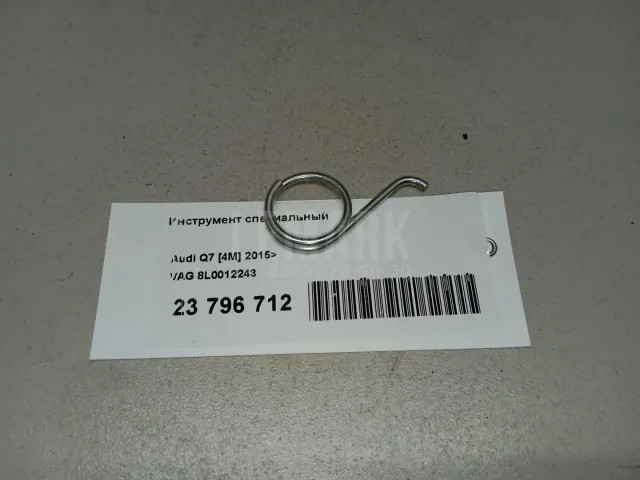 Инструмент специальный
Audi Q7 [4M] 2015>
VAG 8L0012243
23 796 712